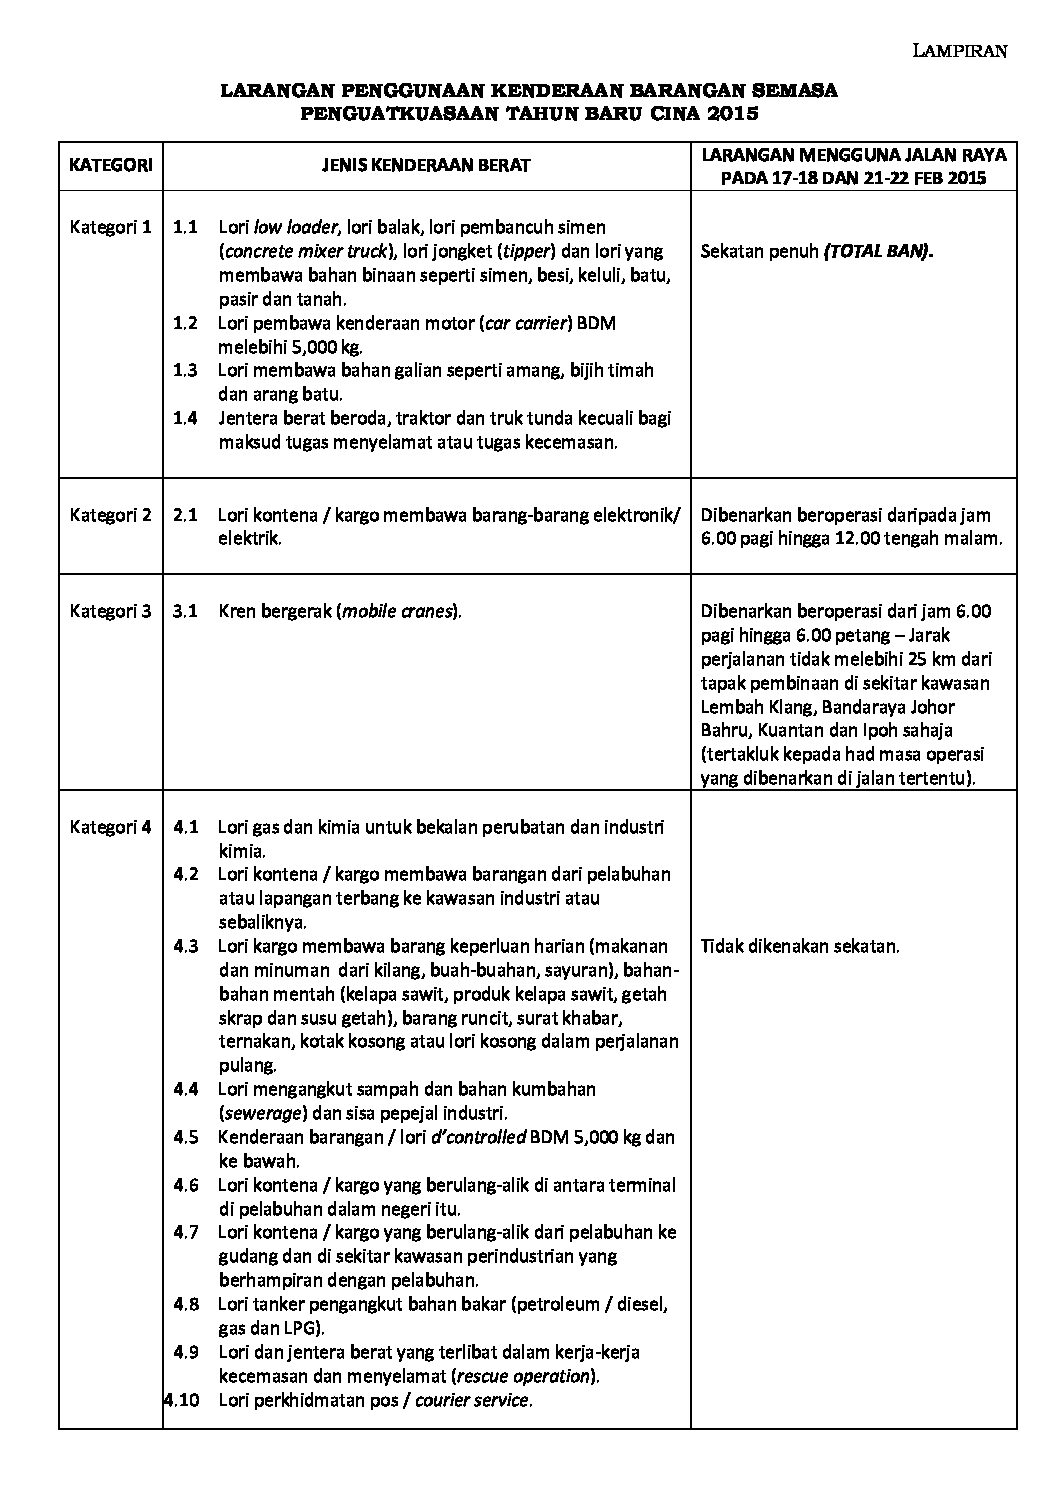 LAMPIRAN
LARANGAN PENGGUNAAN KENDERAAN BARANGAN SEMASA
PENGUATKUASAAN TAHUN BARU CINA 2015
KATEGORI
JENIS KENDERAAN BERAT
LARANGAN MENGGUNA JALAN RAYA
PADA 17-18 DAN 21-22 FEB 2015
Kategori 1
1.1 Lori low loader, lori balak, lori pembancuh simen
(concrete mixer truck), lori jongket (tipper) dan lori yang
membawa bahan binaan seperti simen, besi, keluli, batu,
pasir dan tanah.
1.2 Lori pembawa kenderaan motor (car carrier) BDM
melebihi 5,000 kg.
1.3 Lori membawa bahan galian seperti amang, bijih timah
dan arang batu.
1.4 Jentera berat beroda, traktor dan truk tunda kecuali bagi
maksud tugas menyelamat atau tugas kecemasan.
Sekatan penuh (TOTAL BAN).
Kategori 2
2.1 Lori kontena / kargo membawa barang-barang elektronik/
elektrik.
Dibenarkan beroperasi daripada jam
6.00 pagi hingga 12.00 tengah malam.
Kategori 3
3.1 Kren bergerak (mobile cranes).
Dibenarkan beroperasi dari jam 6.00
pagi hingga 6.00 petang – Jarak
perjalanan tidak melebihi 25 km dari
tapak pembinaan di sekitar kawasan
Lembah Klang, Bandaraya Johor
Bahru, Kuantan dan Ipoh sahaja
(tertakluk kepada had masa operasi
yang dibenarkan di jalan tertentu).
Kategori 4
4.1 Lori gas dan kimia untuk bekalan perubatan dan industri
kimia.
4.2 Lori kontena / kargo membawa barangan dari pelabuhan
atau lapangan terbang ke kawasan industri atau
sebaliknya.
4.3 Lori kargo membawa barang keperluan harian (makanan
dan minuman dari kilang, buah-buahan, sayuran), bahan-
bahan mentah (kelapa sawit, produk kelapa sawit, getah
skrap dan susu getah), barang runcit, surat khabar,
ternakan, kotak kosong atau lori kosong dalam perjalanan
pulang.
4.4 Lori mengangkut sampah dan bahan kumbahan
(sewerage) dan sisa pepejal industri.
4.5 Kenderaan barangan / lori d’controlled BDM 5,000 kg dan
ke bawah.
4.6 Lori kontena / kargo yang berulang-alik di antara terminal
di pelabuhan dalam negeri itu.
4.7 Lori kontena / kargo yang berulang-alik dari pelabuhan ke
gudang dan di sekitar kawasan perindustrian yang
berhampiran dengan pelabuhan.
4.8 Lori tanker pengangkut bahan bakar (petroleum / diesel,
gas dan LPG).
4.9 Lori dan jentera berat yang terlibat dalam kerja-kerja
kecemasan dan menyelamat (rescue operation).
4.10 Lori perkhidmatan pos / courier service.
Tidak dikenakan sekatan.